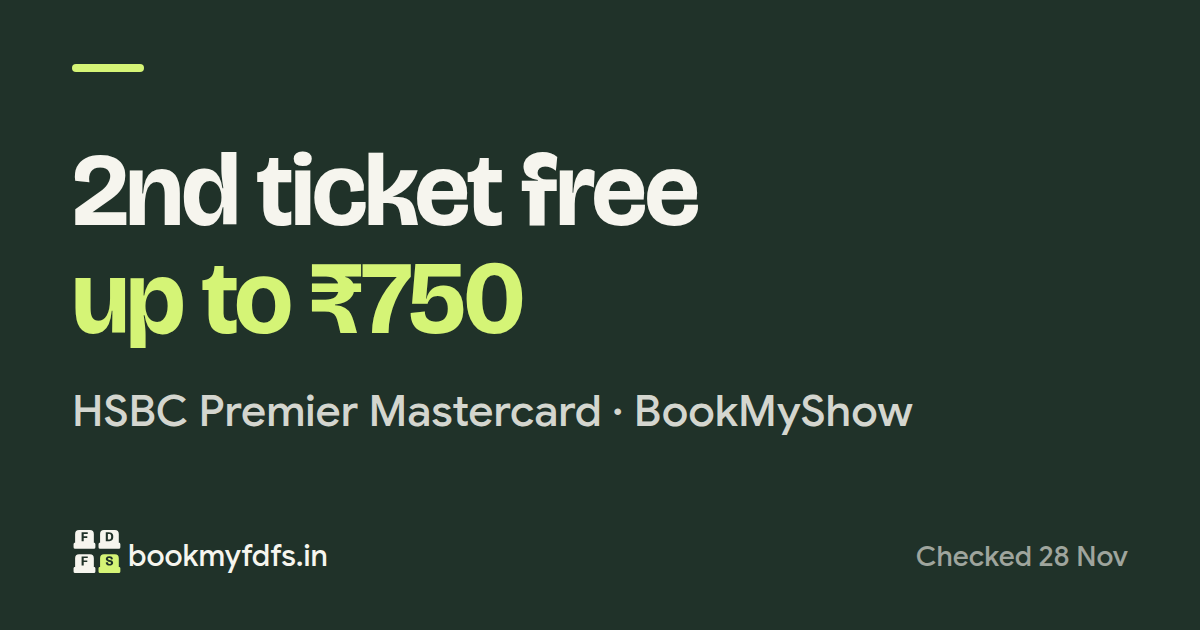 2nd ticket free
up to ₹750
HSBC Premier Mastercard · BookMyShow
F D
F S
bookmyfdfs.in
Checked 28 Nov